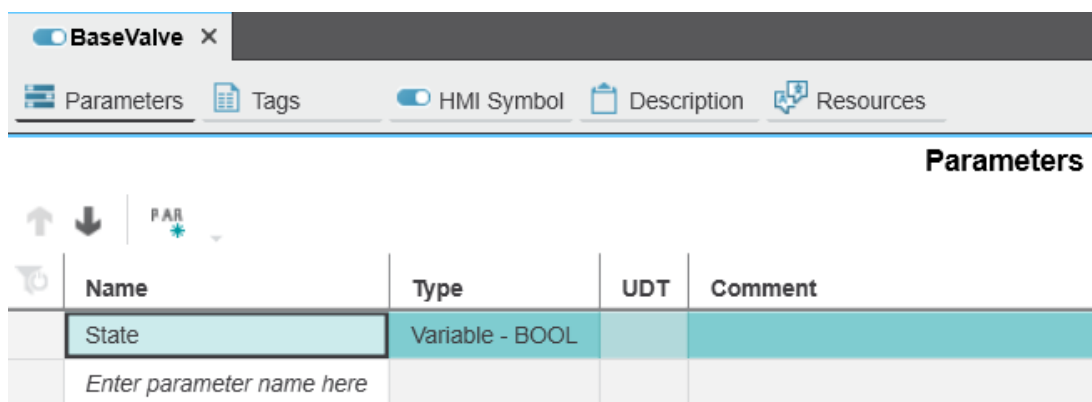 BaseValve
Parameters Tags HMI Symbol Description Resources
Parameters
PAR
Name Type UDT Comment
State Variable - BOOL
Enter parameter name here